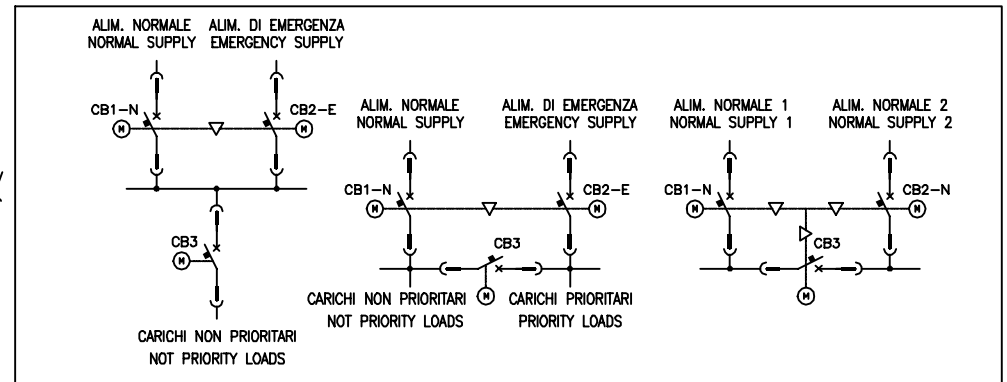 ALIM. NORMALE
NORMAL SUPPLY
ALIM. DI EMERGENZA
EMERGENCY SUPPLY
CB1-N
M
CB2-E
M
CB3
M
CARICHI NON PRIORITARI
NOT PRIORITY LOADS
ALIM. NORMALE
NORMAL SUPPLY
ALIM. DI EMERGENZA
EMERGENCY SUPPLY
CB1-N
M
CB2-E
M
CB3
M
CARICHI NON PRIORITARI
NOT PRIORITY LOADS
CARICHI PRIORITARI
PRIORITY LOADS
ALIM. NORMALE 1
NORMAL SUPPLY 1
ALIM. NORMALE 2
NORMAL SUPPLY 2
CB1-N
M
CB2-N
M
CB3
M